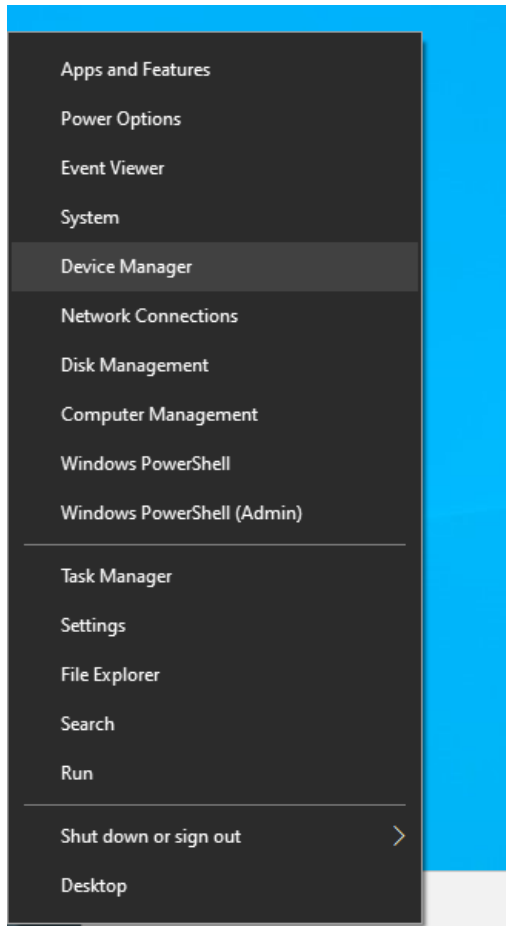 Apps and Features
Power Options
Event Viewer
System
Device Manager
Network Connections
Disk Management
Computer Management
Windows PowerShell
Windows PowerShell (Admin)
Task Manager
Settings
File Explorer
Search
Run
Shut down or sign out
Desktop